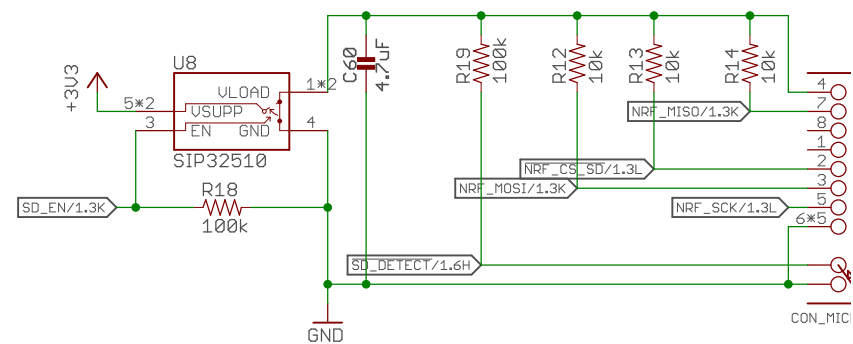 U8
+3V3
VLOAD
1*2
5*2
VSUPP
3
EN
GND
4
SIP32510
SD_EN/1.3K
R18
100k
GND
C60
4.7uF
R19
100k
R12
10k
R13
10k
R14
10k
NRF_MISO/1.3K
NRF_CS_SD/1.3L
NRF_MOSI/1.3K
NRF_SCK/1.3L
SD_DETECT/1.6H
4
7
8
1
2
3
5
6*5
CON_MIC